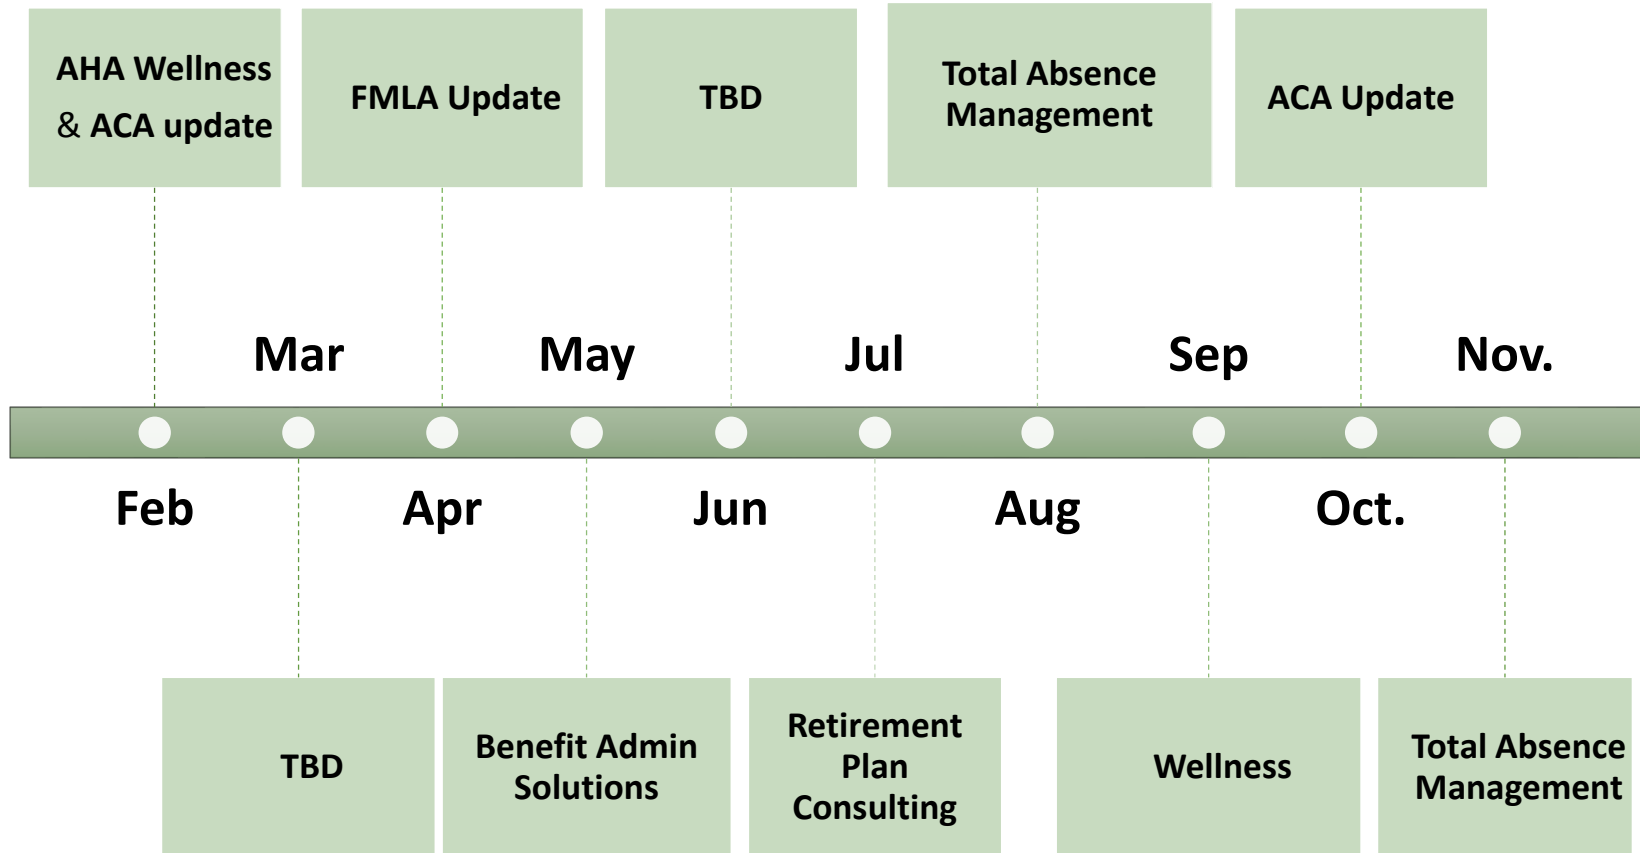 AHA Wellness
& ACA update
FMLA Update
TBD
Total Absence
Management
ACA Update
Mar
May
Jul
Sep
Nov.
Feb
Apr
Jun
Aug
Oct.
TBD
Benefit Admin
Solutions
Retirement
Plan
Consulting
Wellness
Total Absence
Management